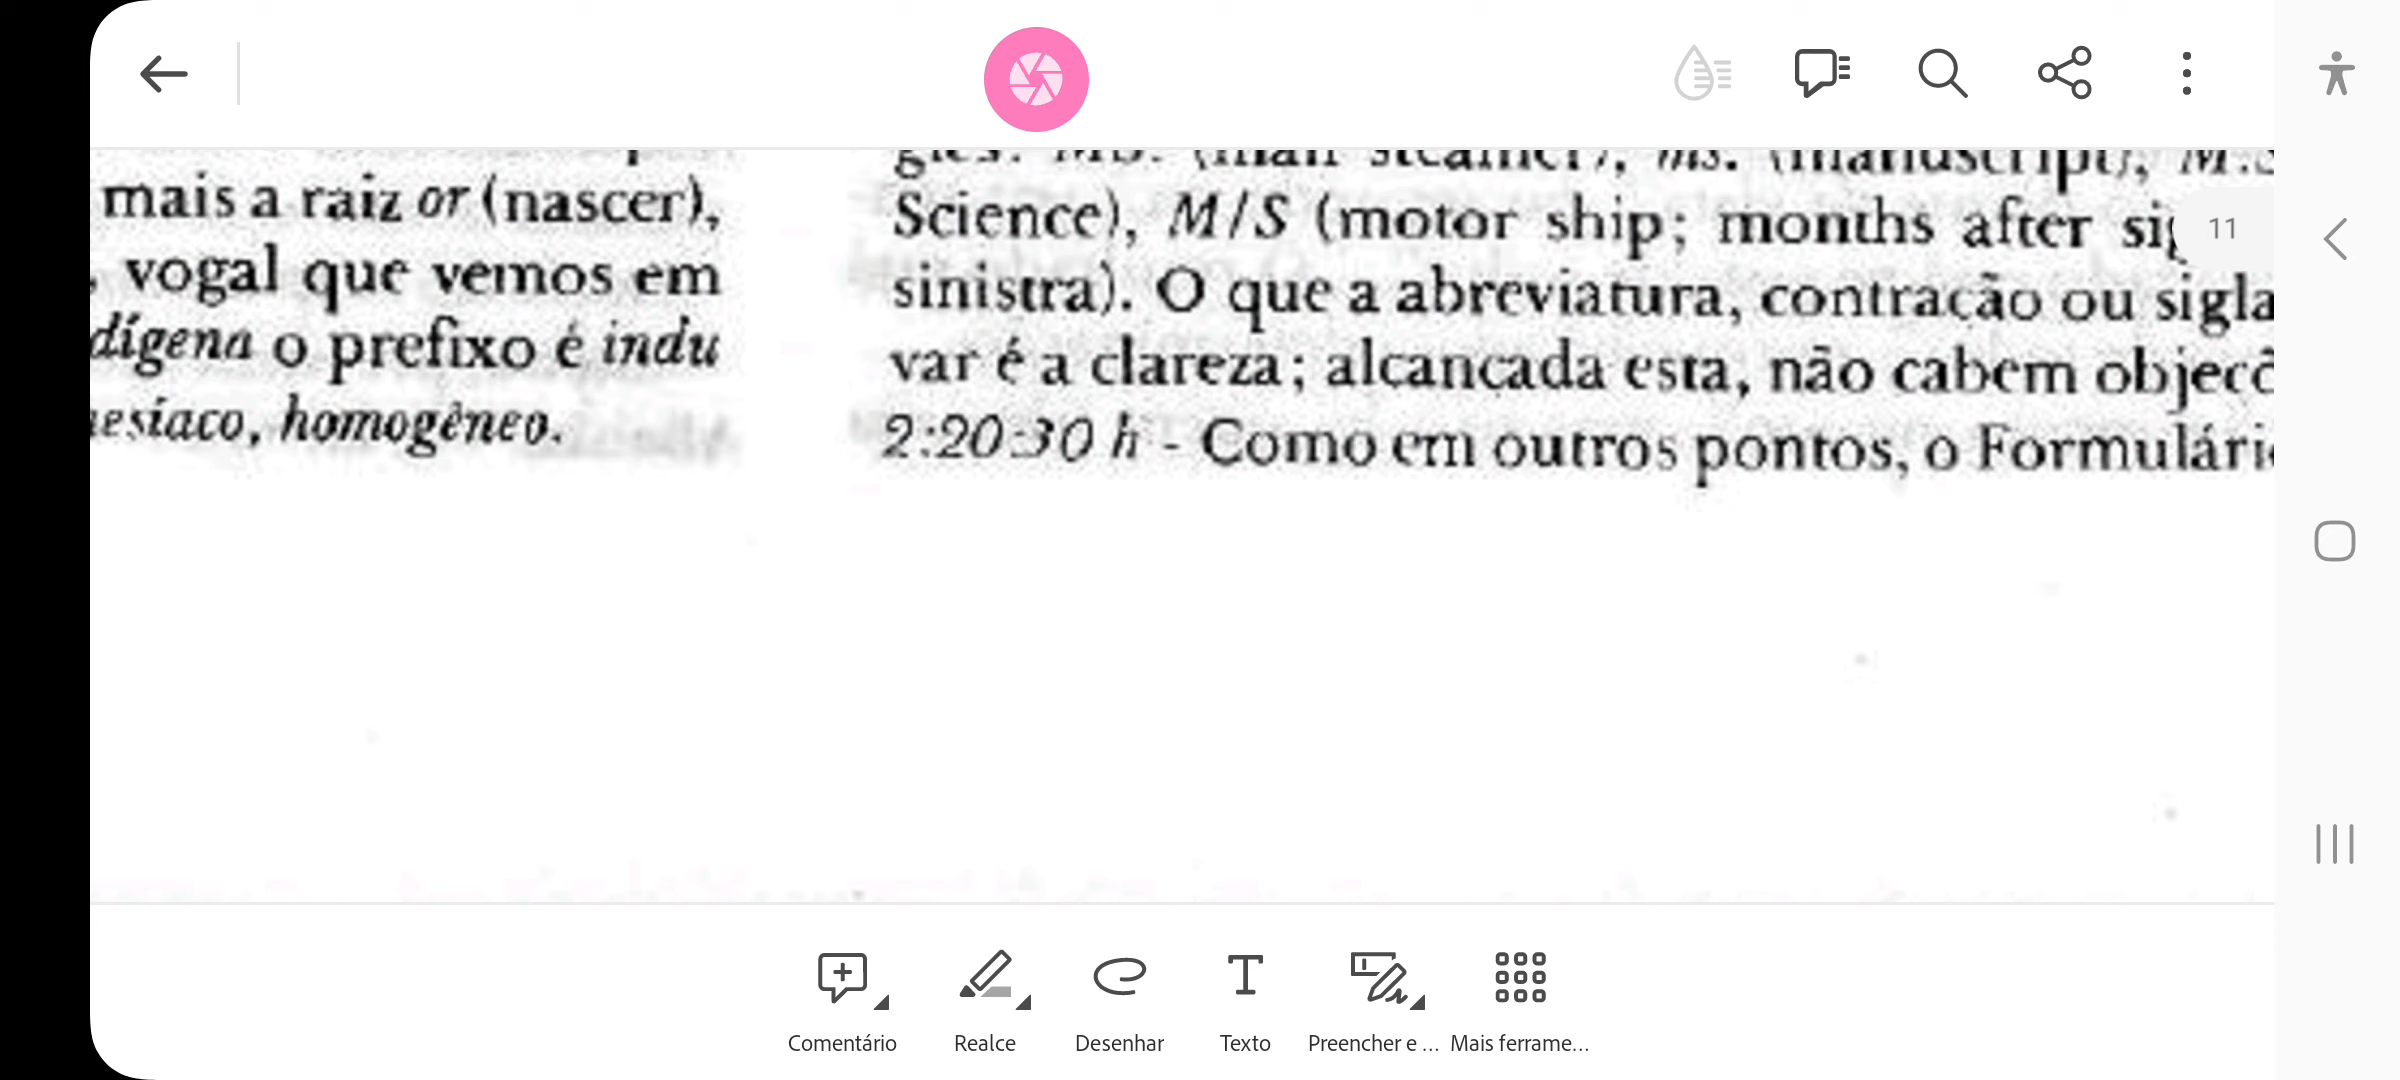 mais a raiz or (nascer),
, vogal que vemos em
dígena o prefixo é indu
esíaco, homogêneo.
Science), M/S (motor ship; months after
sinistra). O que a abreviatura, contração ou sigla
var é a clareza; alcançada esta, não cabem
2:20:30 h - Como em outros pontos, o
11
Comentário
Realce
Desenhar
Texto
Preencher e ...
Mais ferrame...